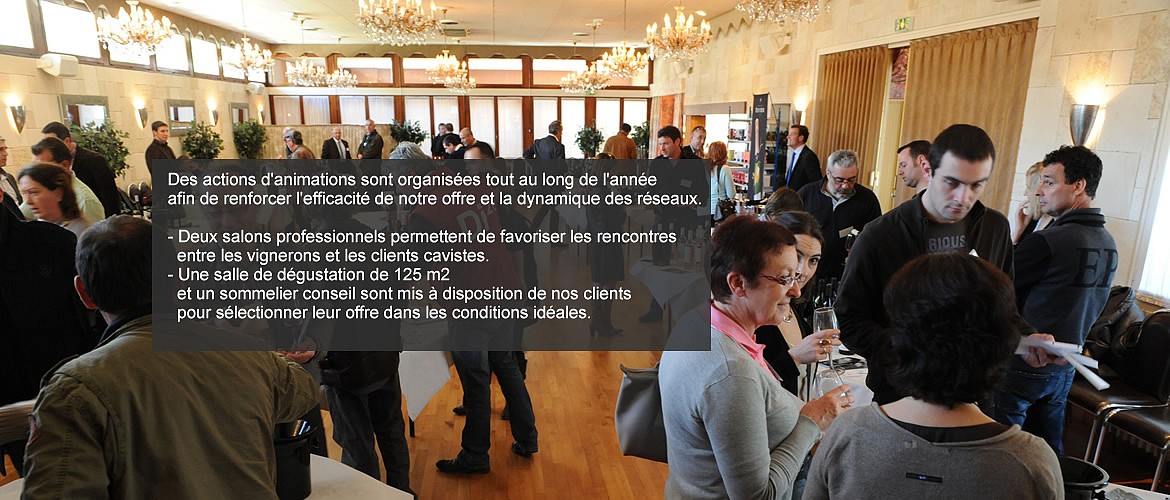 Des actions d'animations sont organisées tout au long de l'année
afin de renforcer l'efficacité de notre offre et la dynamique des réseaux.
- Deux salons professionnels permettent de favoriser les rencontres
entre les vignerons et les clients cavistes.
- Une salle de dégustation de 125 m2
et un sommelier conseil sont mis à disposition de nos clients
pour sélectionner leur offre dans les conditions idéales.